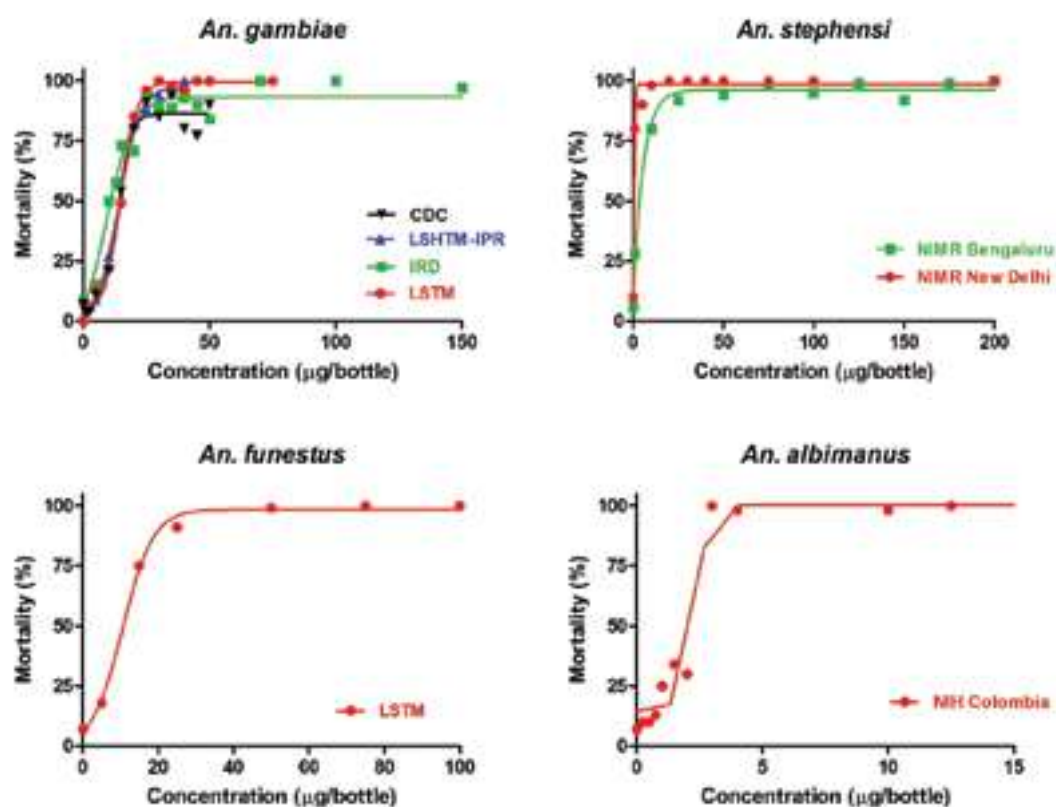 An. gambiae
100
75
50
25
0
Mortality (%)
CDC
LSHTM-IPR
IRD
LSTM
0 50 100 150
Concentration (µg/bottle)
An. stephensi
100
75
50
25
0
Mortality (%)
NIMR Bengaluru
NIMR New Delhi
0 50 100 150 200
Concentration (µg/bottle)
An. funestus
100
75
50
25
0
Mortality (%)
LSTM
0 20 40 60 80 100
Concentration (µg/bottle)
An. albimanus
100
75
50
25
0
Mortality (%)
NIH Colombia
0 5 10 15
Concentration (µg/bottle)